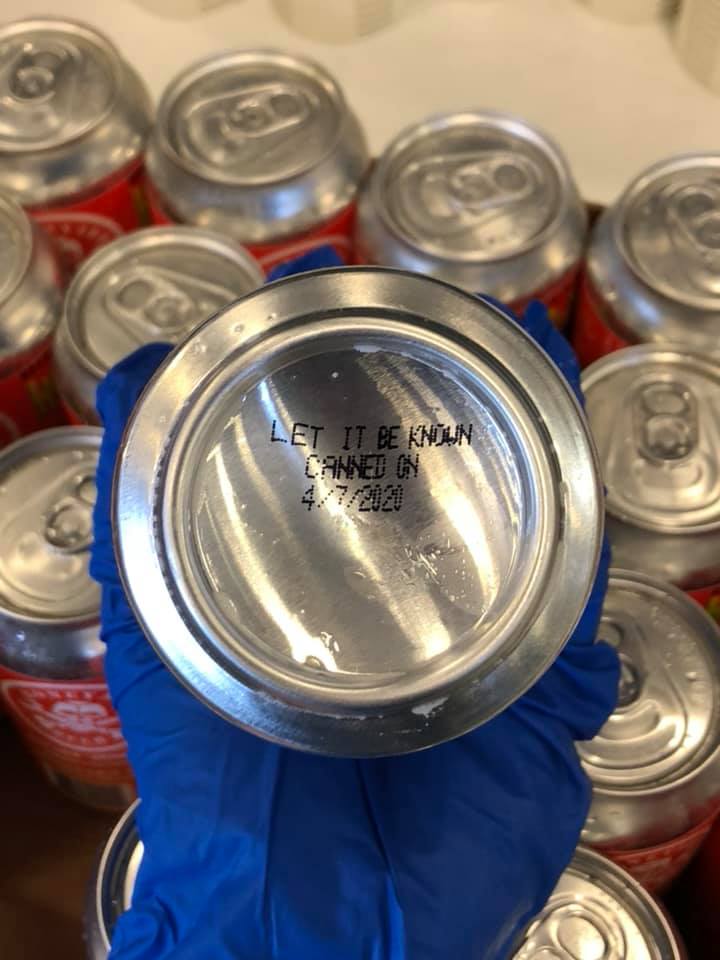 LET IT BE KNOWN
CANNED ON
4/7/2020